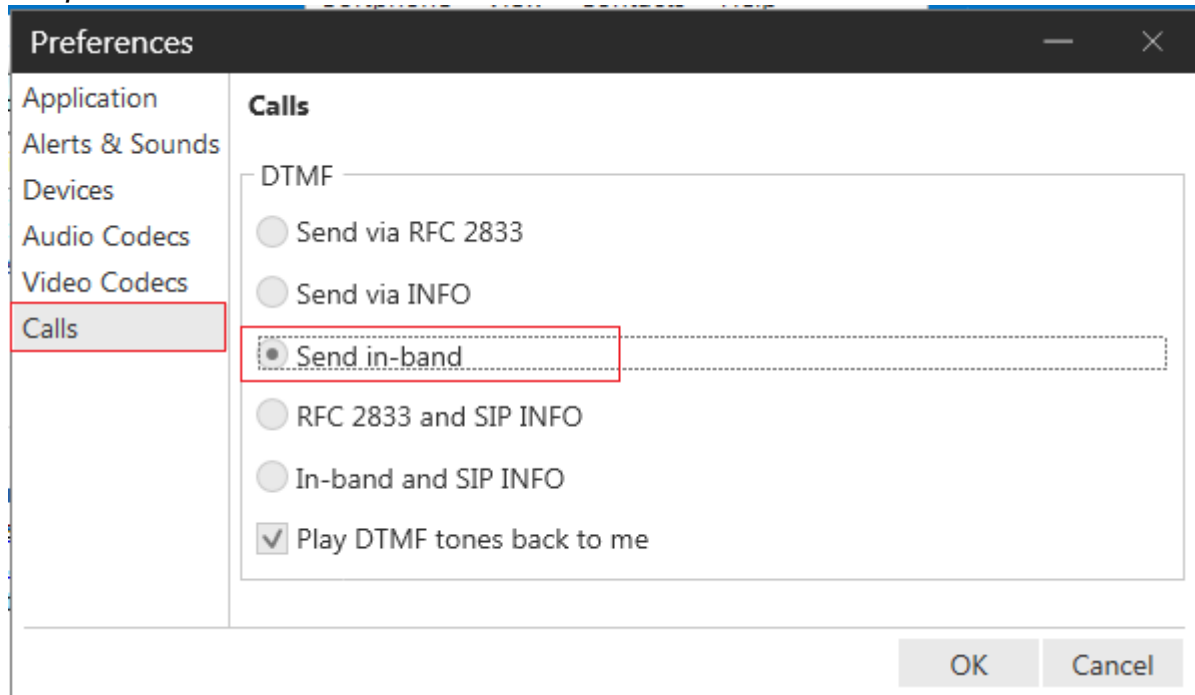 Preferences
Application
Alerts & Sounds
Devices
Audio Codecs
Video Codecs
Calls
Calls
DTMF
Send via RFC 2833
Send via INFO
Send in-band
RFC 2833 and SIP INFO
In-band and SIP INFO
Play DTMF tones back to me
OK
Cancel